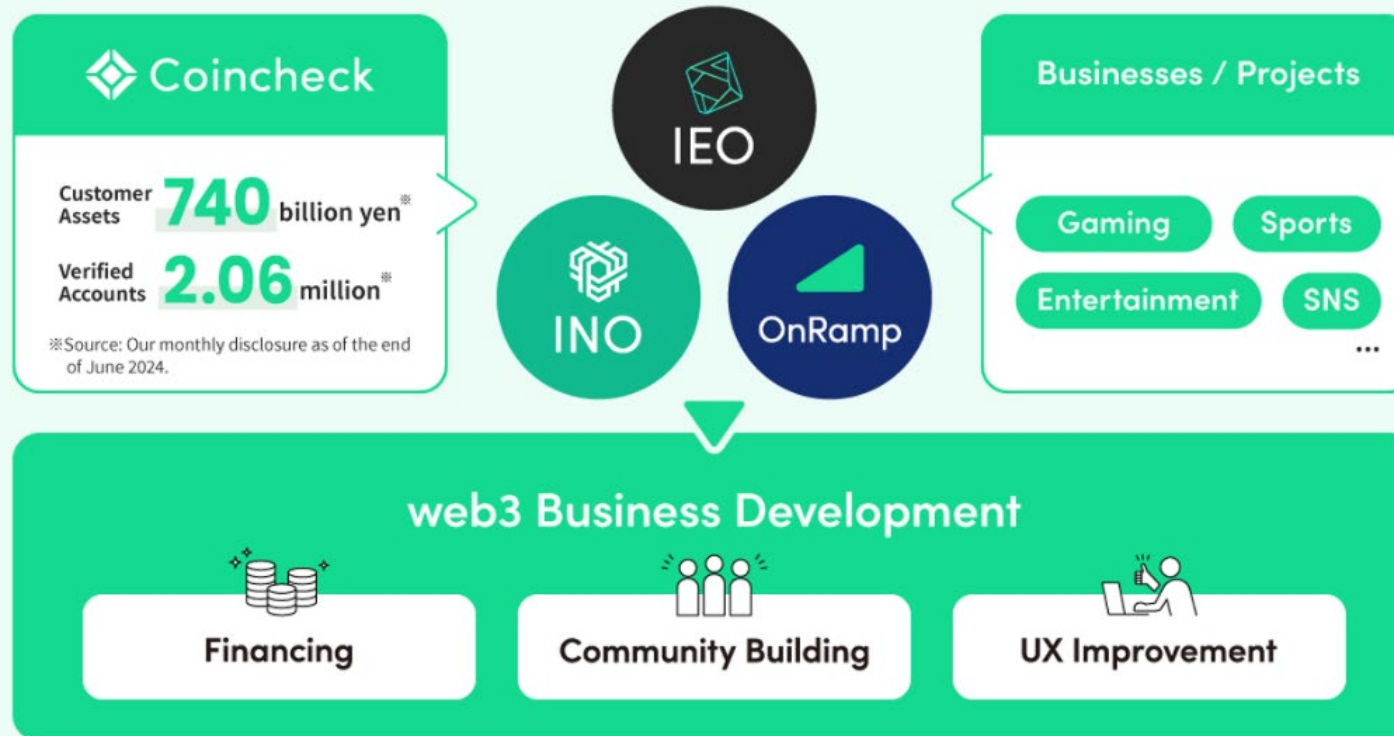 Coincheck
Customer
Assets
740 billion yen※
Verified
Accounts
2.06 million※
※Source: Our monthly disclosure as of the end
of June 2024.
IEO
INO
OnRamp
Businesses / Projects
Gaming
Sports
Entertainment
SNS
...
web3 Business Development
Financing
Community Building
UX Improvement